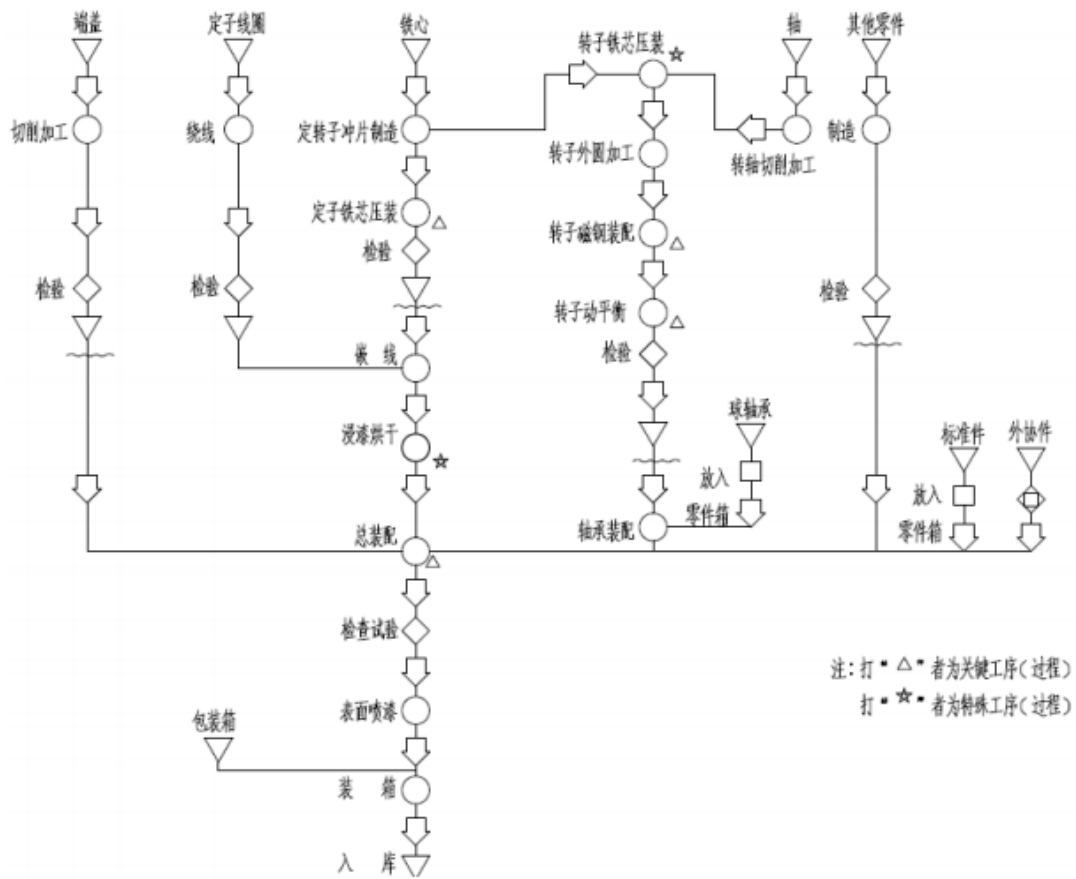 端盖
定子线圈
铁心
转子铁芯压装
轴
其他零件
切削加工
绕线
定转子冲片制造
转子外圆加工
转轴切削加工
制造
定子铁芯压装
检验
转子磁钢装配
检验
检验
转子动平衡
检验
检验
嵌 线
浸漆烘干
球轴承
放入
零件箱
标准件
外协件
放入
零件箱
总装配
轴承装配
检查试验
表面喷漆
包装箱
装 箱
入 库
注:打"△"者为关键工序(过程)
打"☆"者为特殊工序(过程)